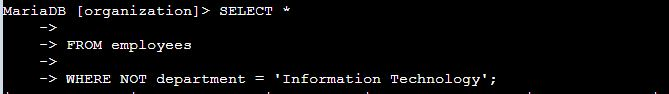 MariaDB [organization]> SELECT *
->
-> FROM employees
->
-> WHERE NOT department = 'Information Technology';